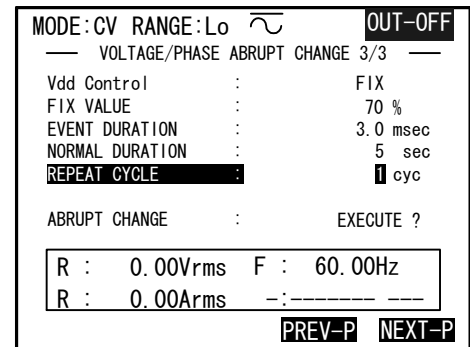 MODE:CV RANGE:Lo OUT-OFF
VOLTAGE/PHASE ABRUPT CHANGE 3/3
Vdd Control : FIX
FIX VALUE : 70 %
EVENT DURATION : 3.0 msec
NORMAL DURATION : 5 sec
REPEAT CYCLE : 1 cyc
ABRUPT CHANGE : EXECUTE ?
R : 0.00Vrms F : 60.00Hz
R : 0.00Arms -:------- ---
PREV-P NEXT-P